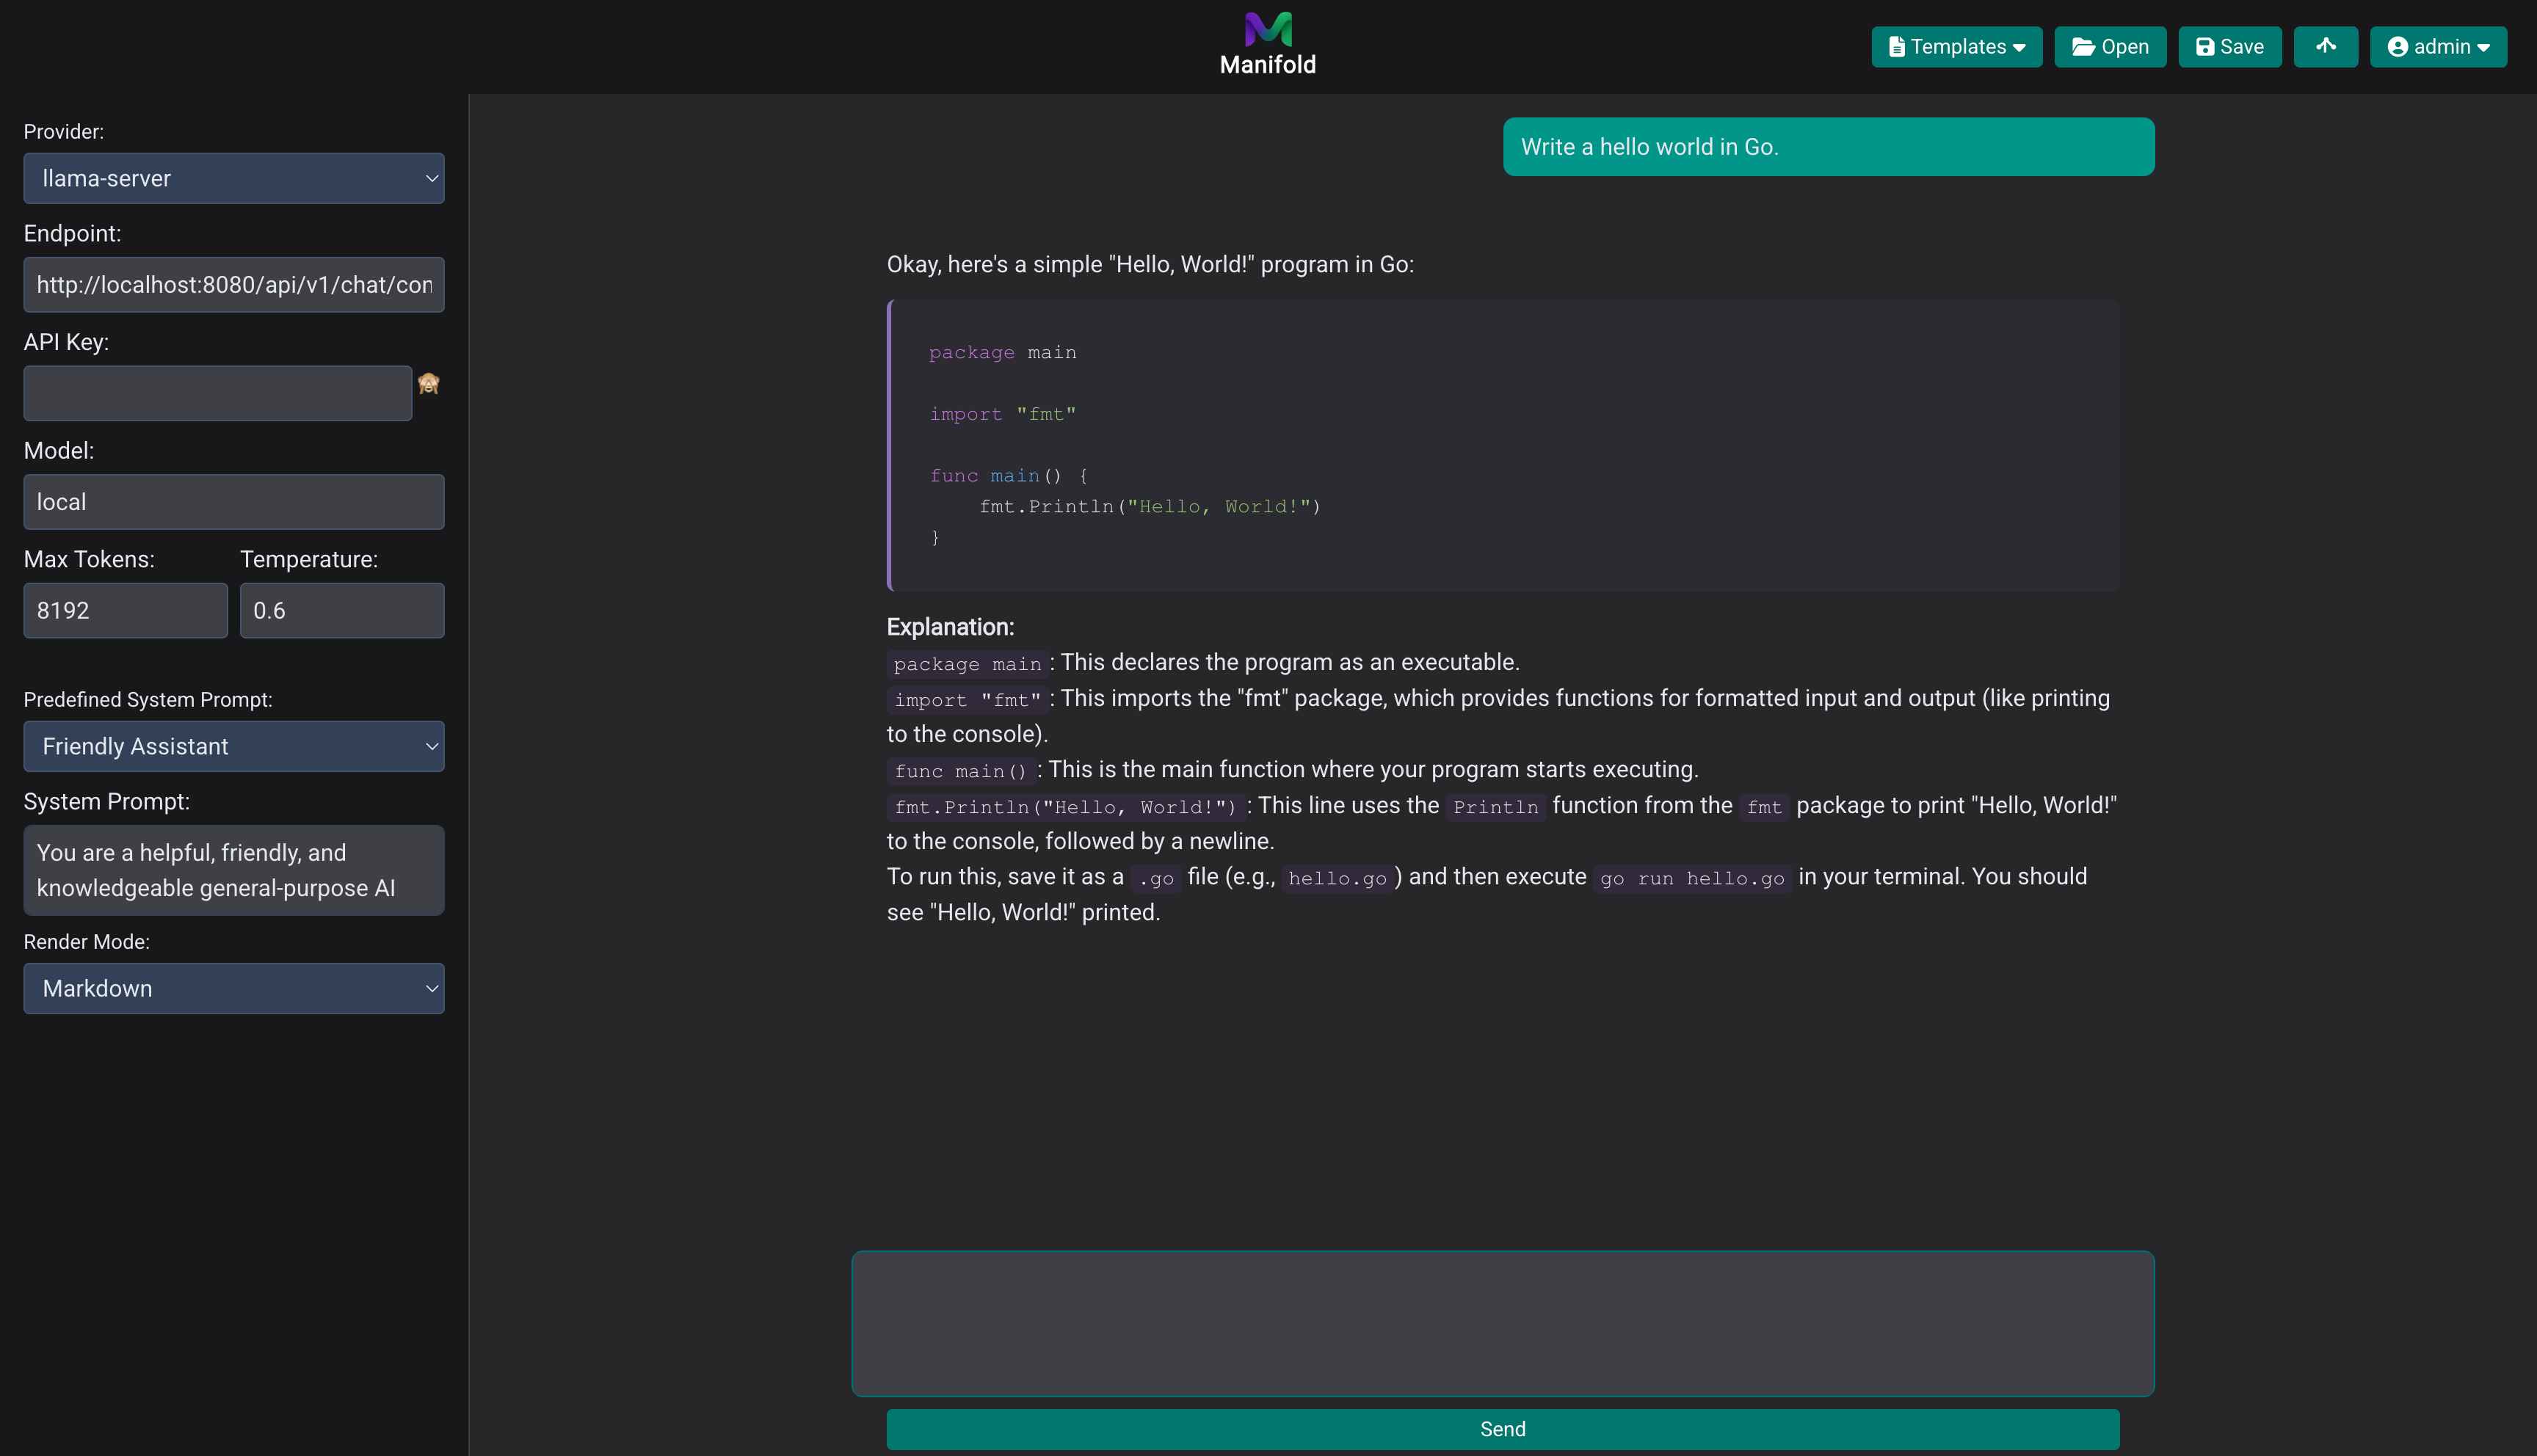 Manifold
Templates
Open
Save
admin
Provider:
llama-server
Endpoint:
http://localhost:8080/api/v1/chat/con
API Key:
Model:
local
Max Tokens:
Temperature:
8192
0.6
Predefined System Prompt:
Friendly Assistant
System Prompt:
You are a helpful, friendly, and
knowledgeable general-purpose AI
Render Mode:
Markdown
Write a hello world in Go.
Okay, here's a simple "Hello, World!" program in Go:
package main
import "fmt"
func main() {
    fmt.Println("Hello, World!")
}
Explanation:
package main : This declares the program as an executable.
import "fmt" : This imports the "fmt" package, which provides functions for formatted input and output (like printing
to the console).
func main() : This is the main function where your program starts executing.
fmt.Println("Hello, World!") : This line uses the Println function from the fmt package to print "Hello, World!"
to the console, followed by a newline.
To run this, save it as a .go file (e.g., hello.go ) and then execute go run hello.go in your terminal. You should
see "Hello, World!" printed.
Send